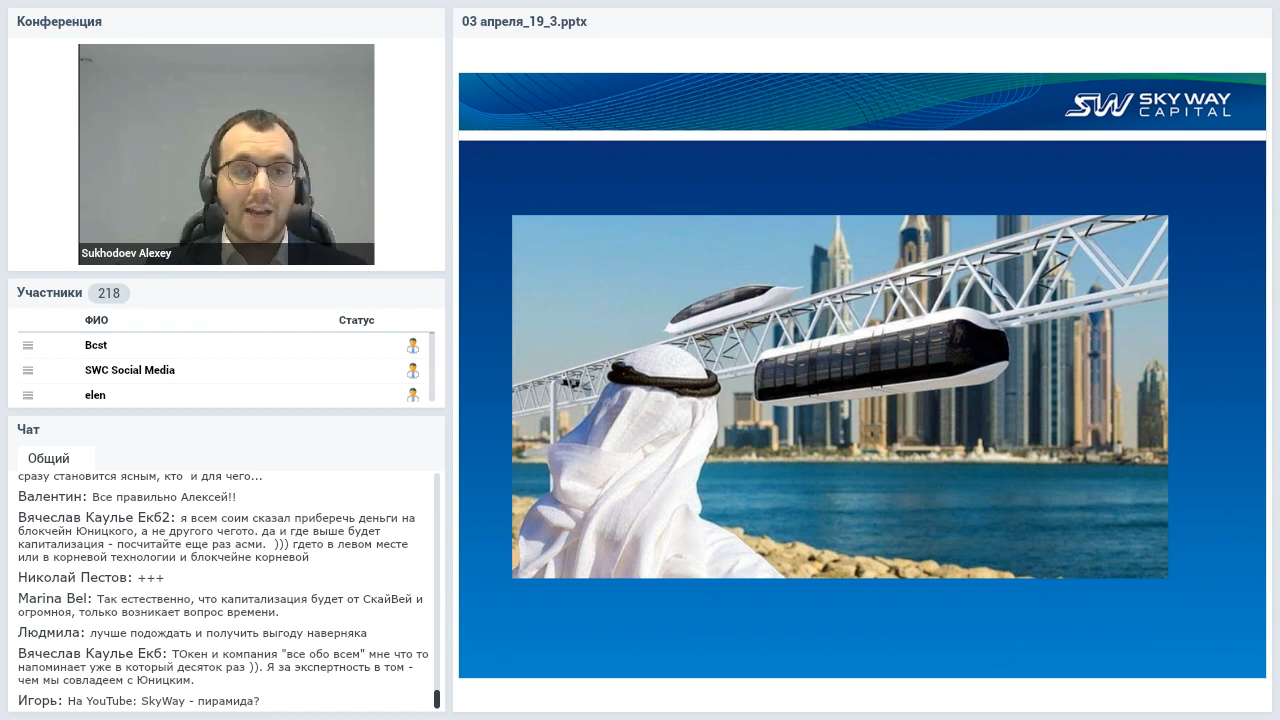 Конференция
Sukhodoev Alexey
Участники 218
ФИО Статус
Bcst
SWC Social Media
elen
Чат
Общий
сразу становится ясным, кто  и для чего...
Валентин: Все правильно Алексей!!
Вячеслав Каулье Екб2: я всем соим сказал приберечь деньги на
блокчейн Юницкого, а не другого чегото. да и где выше будет
капитализация - посчитайте еще раз асми.  ))) гдето в левом месте
или в корневой технологии и блокчейне корневой
Николай Пестов: +++
Marina Bel: Так естественно, что капитализация будет от СкайВей и
огромноя, только возникает вопрос времени.
Людмила: лучше подождать и получить выгоду наверняка
Вячеслав Каулье Екб: ТОкен и компания "все обо всем" мне что то
напоминает уже в который десяток раз )). Я за экспертность в том -
чем мы совладеем с Юницким.
Игорь: На YouTube: SkyWay - пирамида?
03 апреля_19_3.pptx
SW SKY WAY
CAPITAL